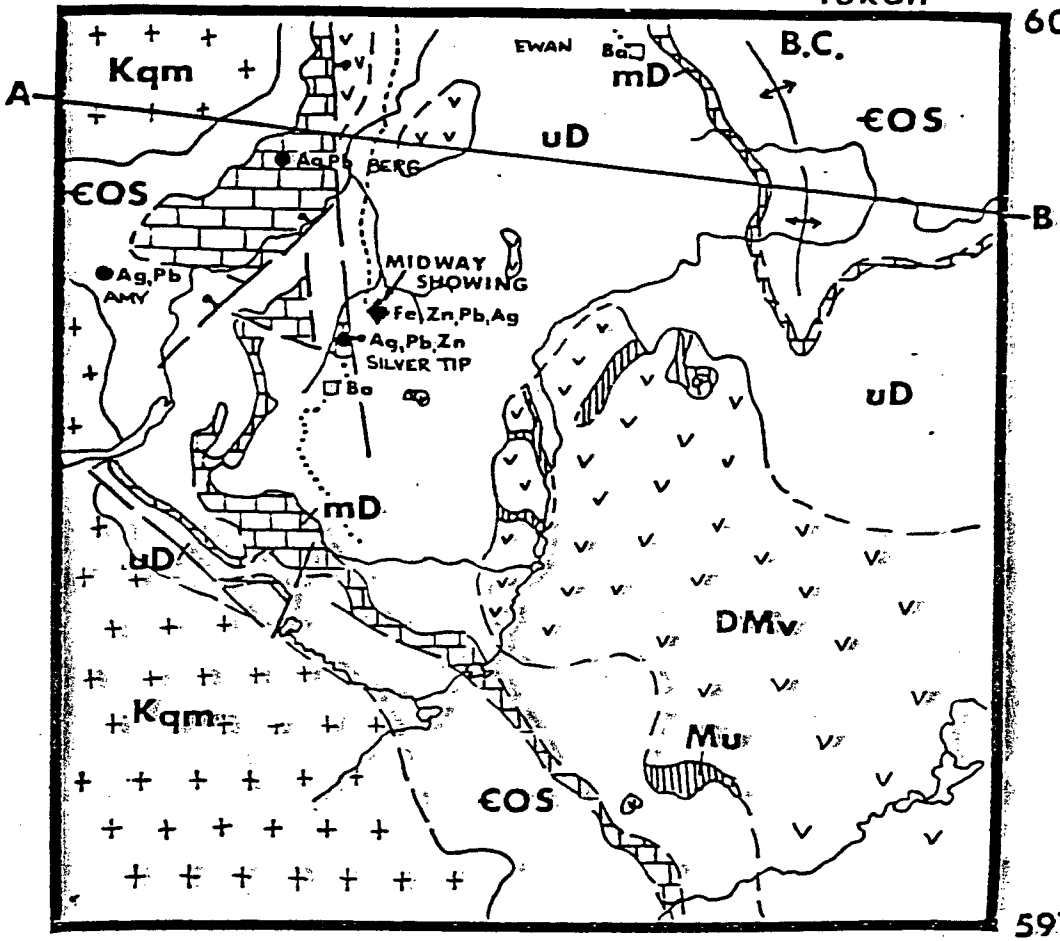 60
B.C.
EWAN
Ba
mD
Kqm
v
A
ЄOS
uD
Ag,Pb
BERG
ЄOS
B
MIDWAY
SHOWING
Ag,Pb
AMY
Fe,Zn,Pb,Ag
Ag,Pb,Zn
SILVER TIP
Ba
uD
mD
uD
DMv
Kqm
Mu
ЄOS
59